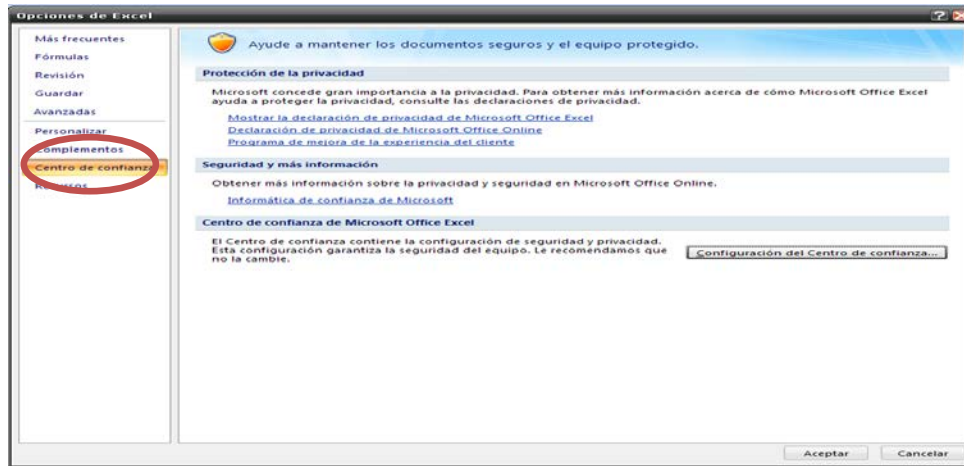 Opciones de Excel
Más frecuentes
Fórmulas
Revisión
Guardar
Avanzadas
Personalizar
Complementos
Centro de confianza
Recursos
Ayude a mantener los documentos seguros y el equipo protegido.
Protección de la privacidad
Microsoft concede gran importancia a la privacidad. Para obtener más información acerca de cómo Microsoft Office Excel
ayuda a proteger la privacidad, consulte las declaraciones de privacidad.
Mostrar la declaración de privacidad de Microsoft Office Excel
Declaración de privacidad de Microsoft Office Online
Programa de mejora de la experiencia del cliente
Seguridad y más información
Obtener más información sobre la privacidad y seguridad en Microsoft Office Online.
Informática de confianza de Microsoft
Centro de confianza de Microsoft Office Excel
El Centro de confianza contiene la configuración de seguridad y privacidad.
Esta configuración garantiza la seguridad del equipo. Le recomendamos que
no la cambie.
Configuración del Centro de confianza...
Aceptar
Cancelar